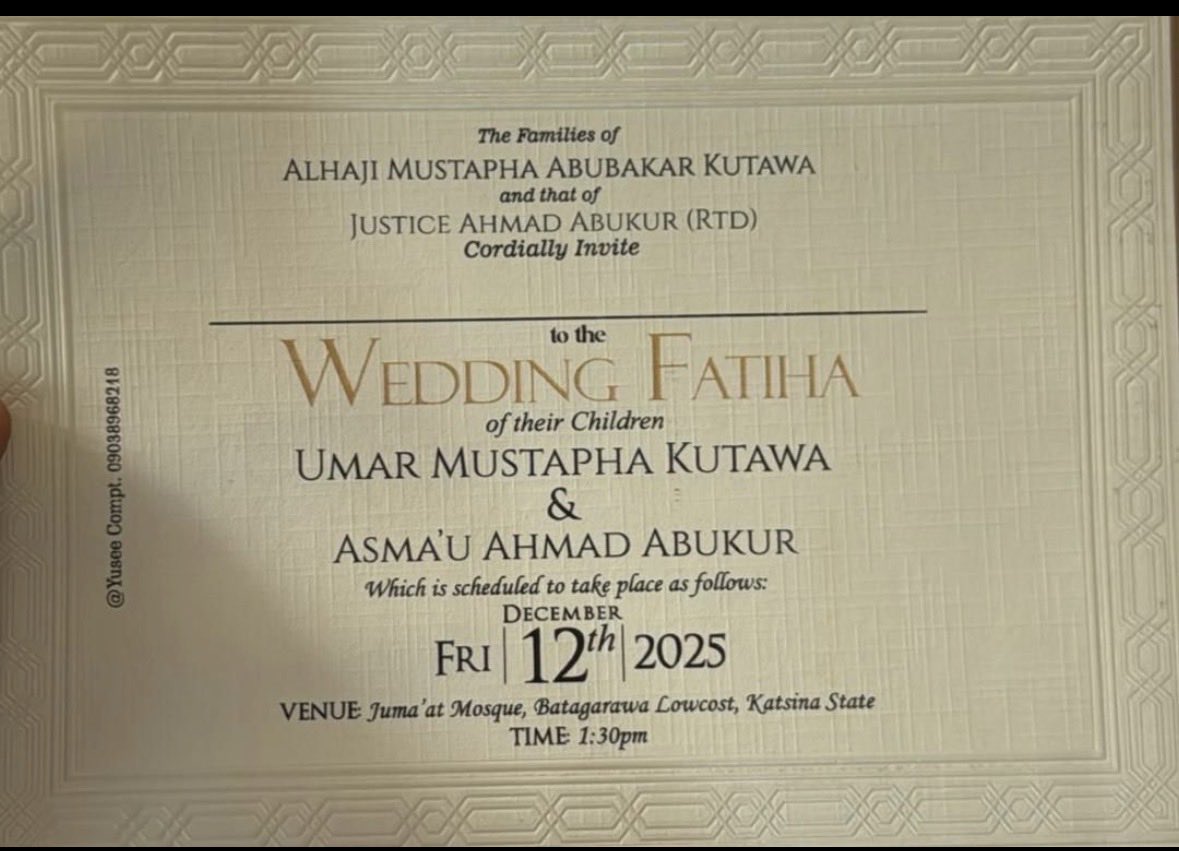 The Families of
ALHAJI MUSTAPHA ABUBAKAR KUTAWA
and that of
JUSTICE AHMAD ABUKUR (RTD)
Cordially Invite
to the
WEDDING FATIHA
of their Children
UMAR MUSTAPHA KUTAWA
&
ASMA'U AHMAD ABUKUR
Which is scheduled to take place as follows:
DECEMBER
FRI | 12th | 2025
VENUE: Juma'at Mosque, Batagarawa Lowcost, Katsina State
TIME: 1:30pm
@Yusee Compt. 09038968218